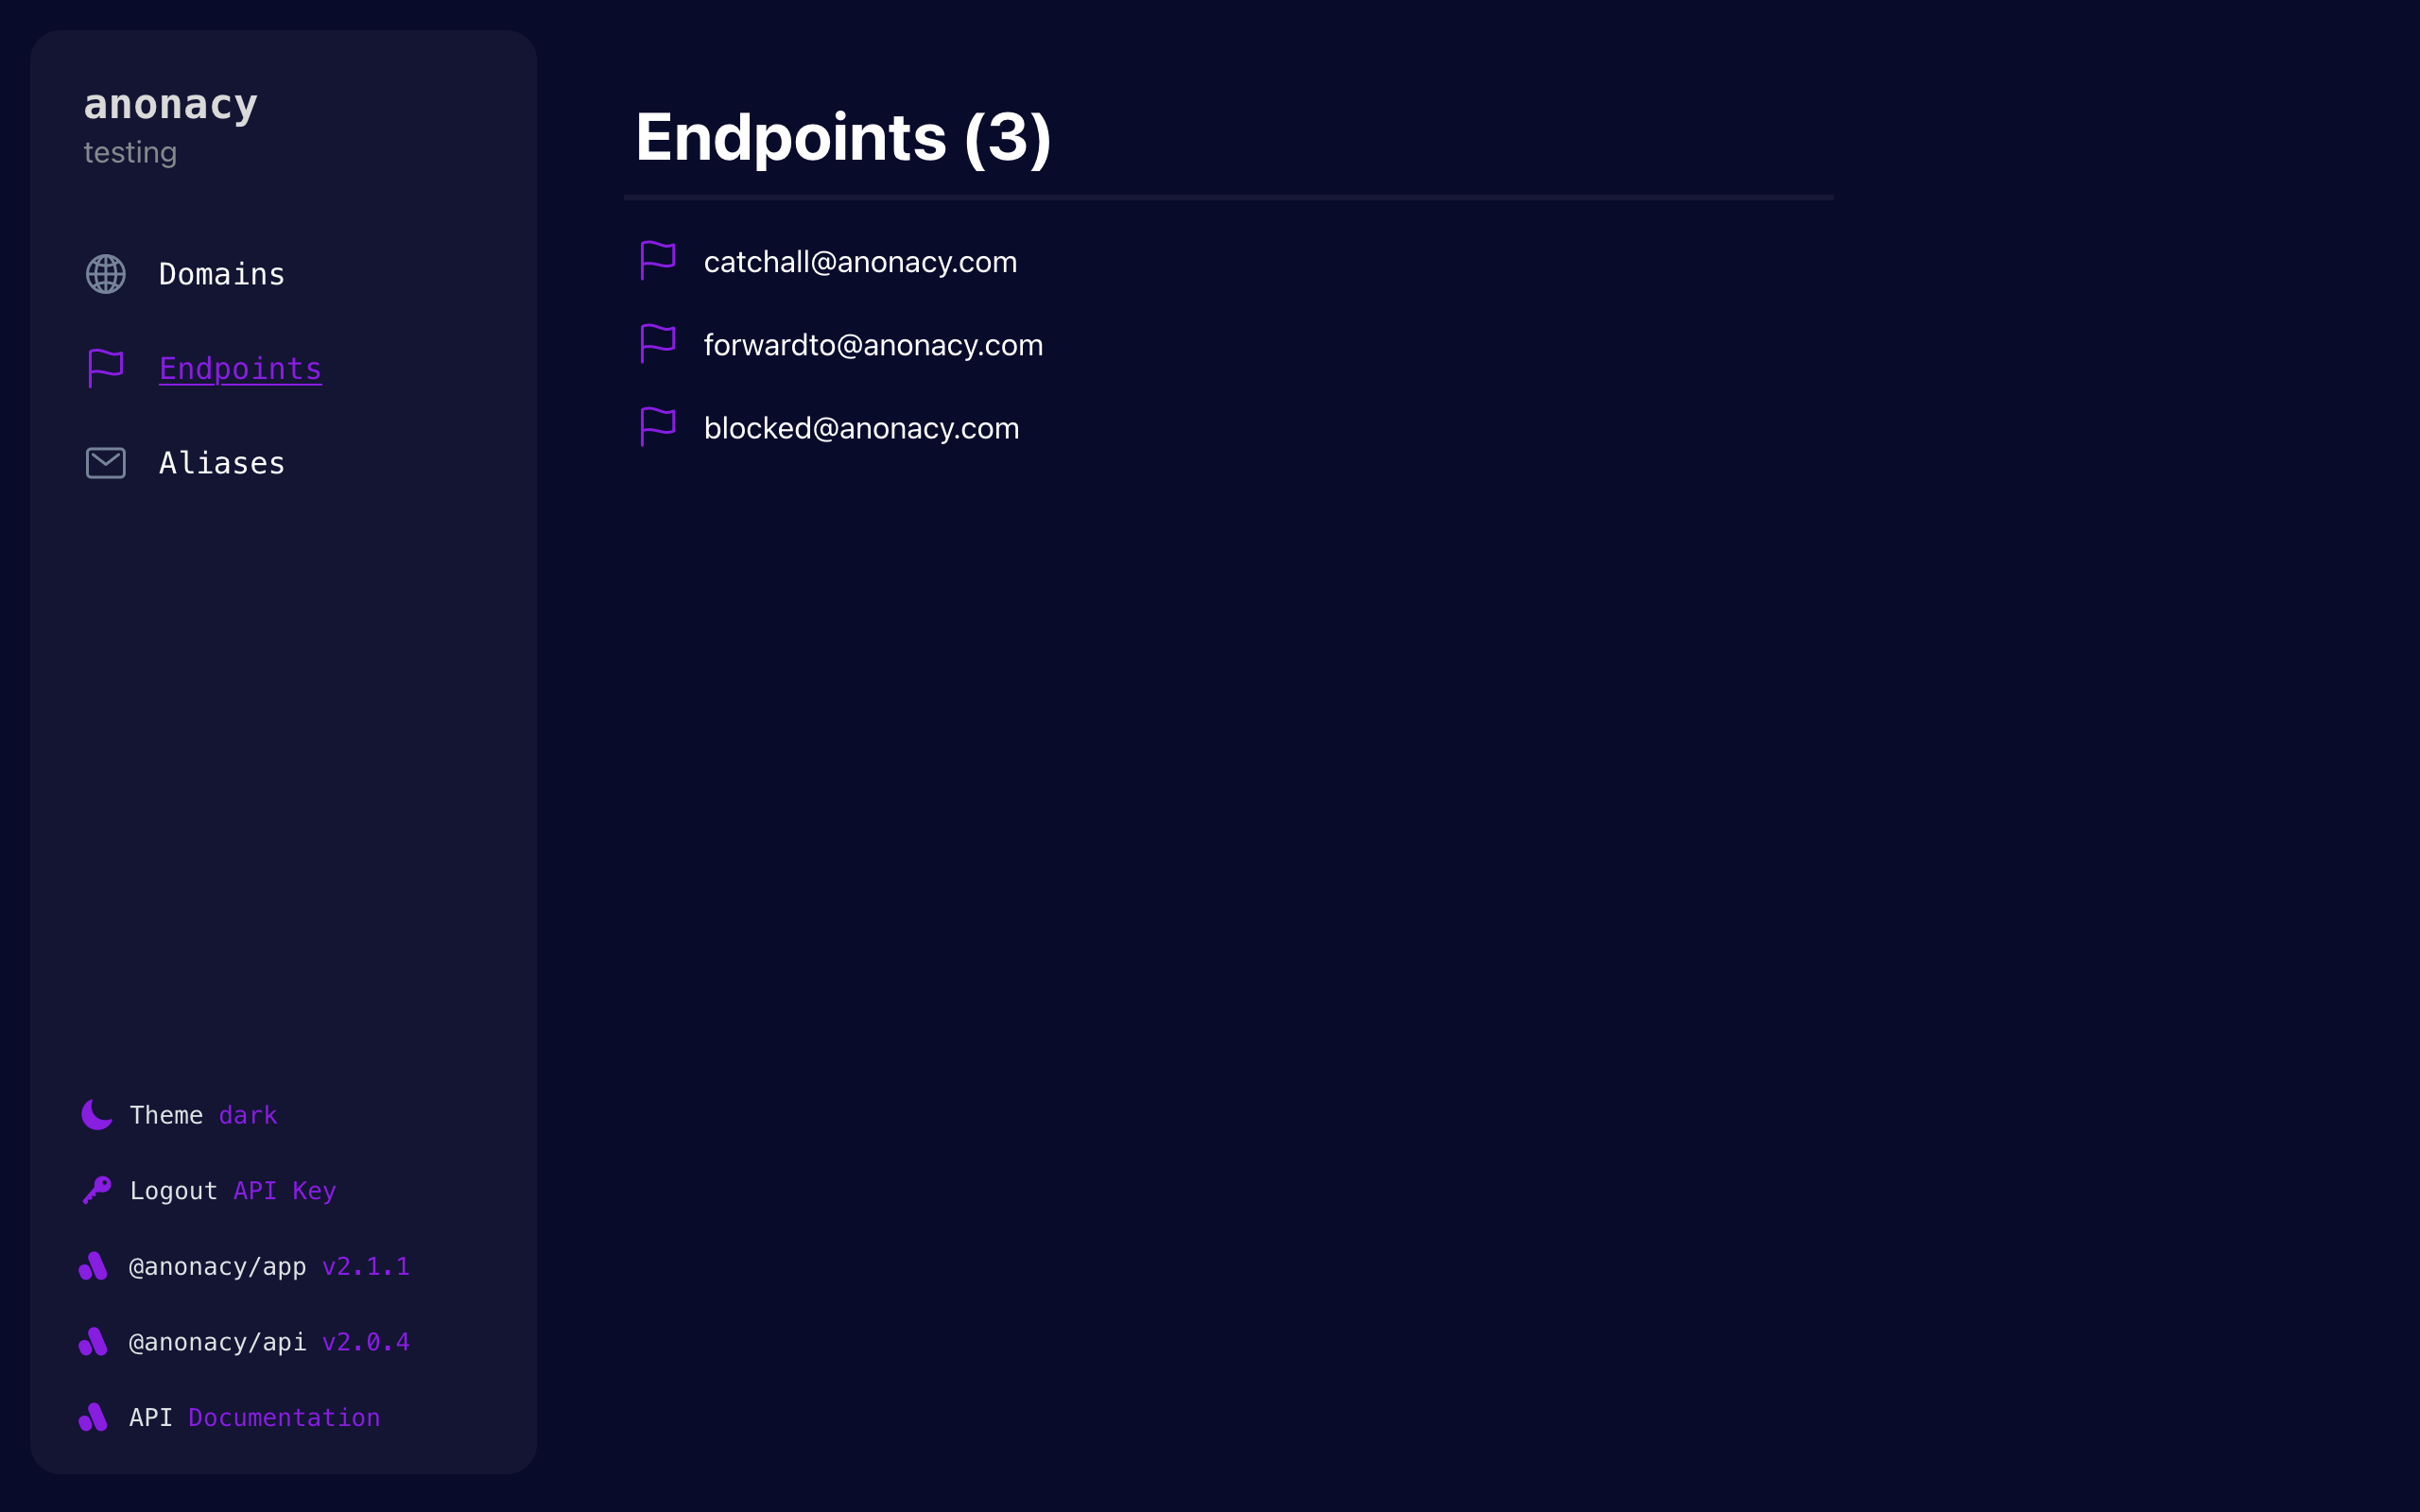 anonacy
testing
Domains
Endpoints
Aliases
Theme dark
Logout API Key
@anonacy/app v2.1.1
@anonacy/api v2.0.4
API Documentation
Endpoints (3)
catchall@anonacy.com
forwardto@anonacy.com
blocked@anonacy.com